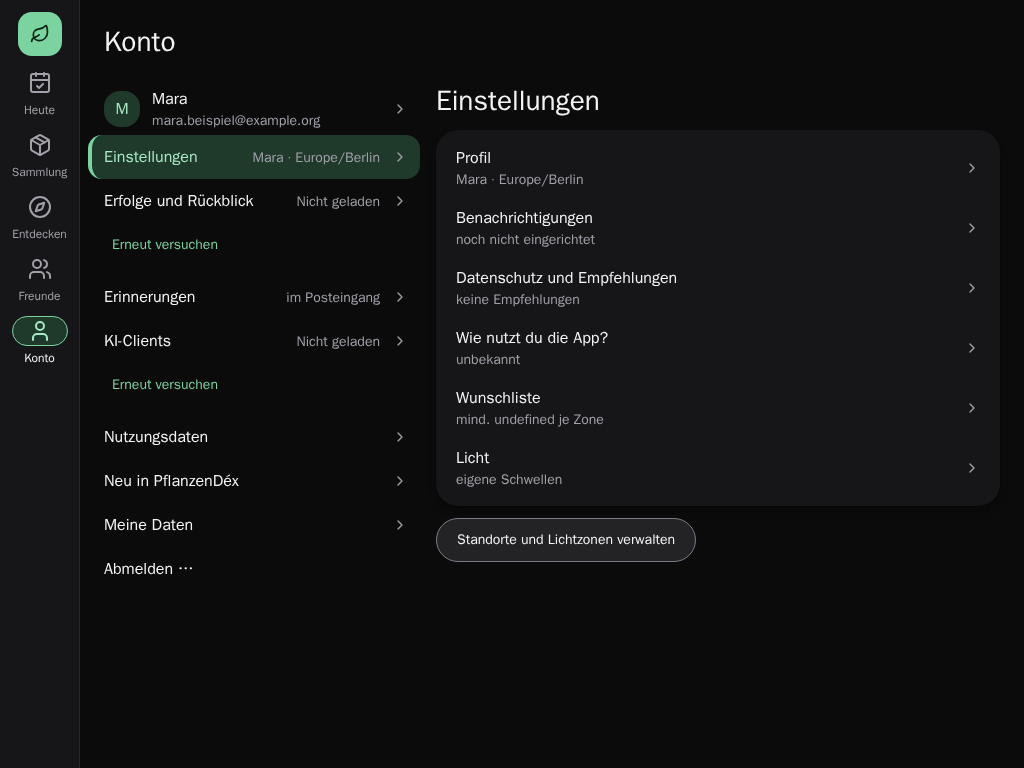 Heute
Sammlung
Entdecken
Freunde
Konto
Konto
M
Mara
mara.beispiel@example.org
Einstellungen
Mara · Europe/Berlin
Erfolge und Rückblick
Nicht geladen
Erneut versuchen
Erinnerungen
im Posteingang
KI-Clients
Nicht geladen
Erneut versuchen
Nutzungsdaten
Neu in PflanzenDéx
Meine Daten
Abmelden ···
Einstellungen
Profil
Mara · Europe/Berlin
Benachrichtigungen
noch nicht eingerichtet
Datenschutz und Empfehlungen
keine Empfehlungen
Wie nutzt du die App?
unbekannt
Wunschliste
mind. undefined je Zone
Licht
eigene Schwellen
Standorte und Lichtzonen verwalten